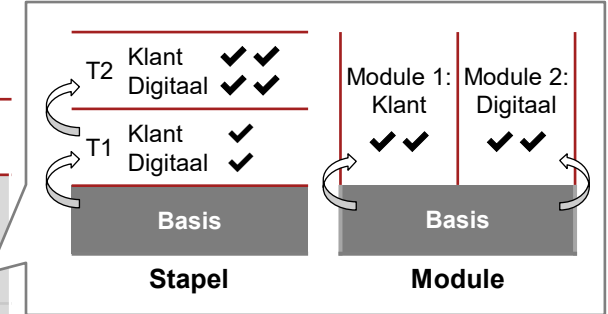 T2 Klant ✔ ✔
Digitaal ✔ ✔
T1 Klant ✔
Digitaal ✔
Basis
Stapel
Module 1:
Klant
✔ ✔
Module 2:
Digitaal
✔ ✔
Basis
Module